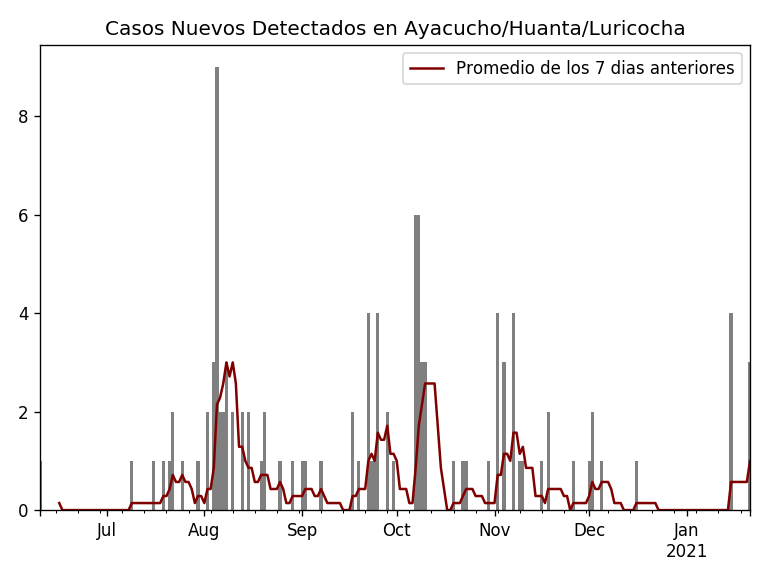 Casos Nuevos Detectados en Ayacucho/Huanta/Luricocha
Promedio de los 7 dias anteriores
8
6
4
2
0
Jul Aug Sep Oct Nov Dec Jan
2021